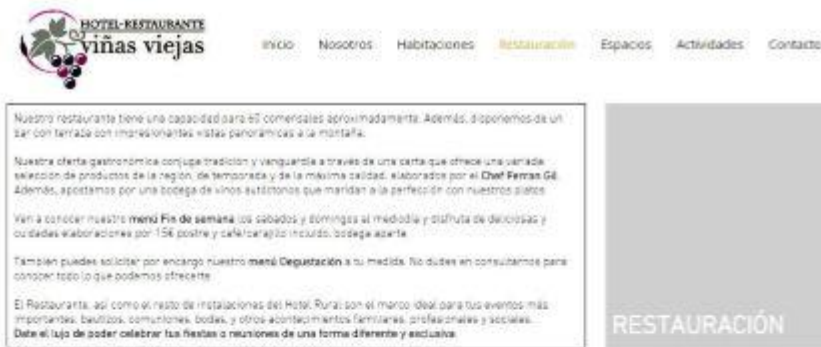 HOTEL-RESTAURANTE
viñas viejas
Inicio Nosotros Habitaciones Restauración Espacios Actividades Contacto
Nuestro restaurante tiene una capacidad para 60 comensales aproximadamente. Además, disponemos de un
bar con terraza con impresionantes vistas panorámicas a la montaña.
Nuestra oferta gastronómica conjuga tradición y vanguardia a través de una carta que ofrece una variada
selección de productos de la región, de temporada y de la máxima calidad, elaborados por el Chef Ferran Gil.
Además, apostamos por una bodega de vinos autóctonos que maridan a la perfección con nuestros platos.
Ven a conocer nuestro menú Fin de semana los sábados y domingos al mediodía y disfruta de deliciosas y
cuidadas elaboraciones por 15€ postre y café/carajillo incluido, bodega aparte.
También puedes solicitar por encargo nuestro menú Degustación a tu medida. No dudes en consultarnos para
conocer todo lo que podemos ofrecerte.
El Restaurante, así como el resto de instalaciones del Hotel Rural son el marco ideal para tus eventos más
importantes, bautizos, comuniones, bodas, y otros acontecimientos familiares, profesionales y sociales.
Date el lujo de poder celebrar tus fiestas o reuniones de una forma diferente y exclusiva.
RESTAURACIÓN